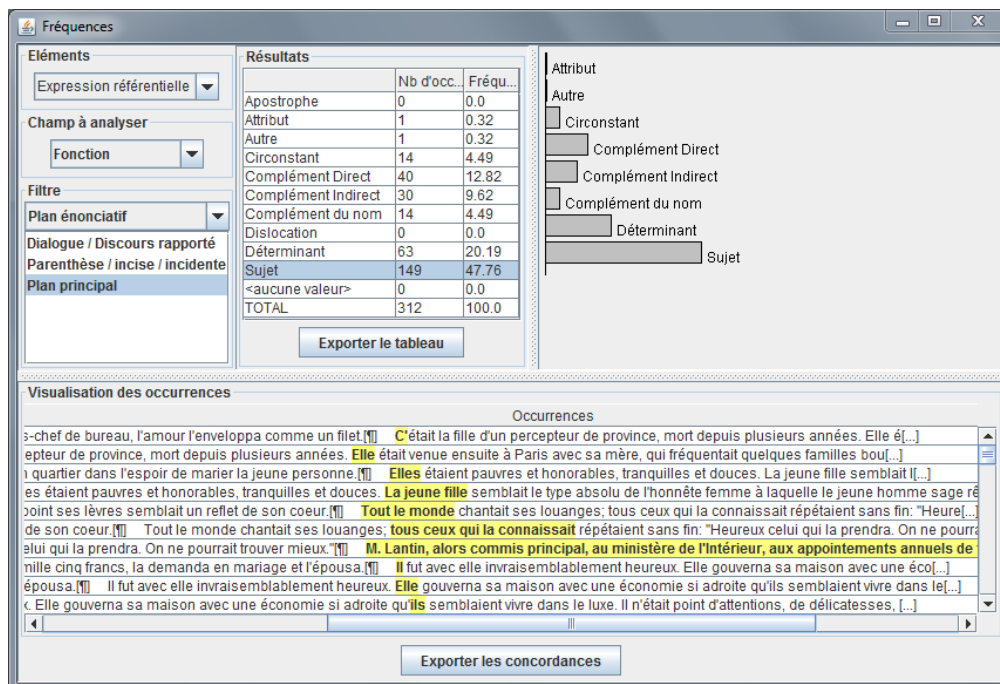 Fréquences
Eléments
Expression référentielle
Champ à analyser
Fonction
Filtre
Plan énonciatif
Dialogue / Discours rapporté
Parenthèse / incise / incidente
Plan principal
Résultats
Nb d'occ... Fréqu...
Apostrophe 0 0.0
Attribut 1 0.32
Autre 1 0.32
Circonstant 14 4.49
Complément Direct 40 12.82
Complément Indirect 30 9.62
Complément du nom 14 4.49
Dislocation 0 0.0
Déterminant 63 20.19
Sujet 149 47.76
<aucune valeur> 0 0.0
TOTAL 312 100.0
Exporter le tableau
Attribut
Autre
Circonstant
Complément Direct
Complément Indirect
Complément du nom
Déterminant
Sujet
Visualisation des occurrences
Occurrences
s-chef de bureau, l'amour l'enveloppa comme un filet.[¶] C'était la fille d'un percepteur de province, mort depuis plusieurs années. Elle é[...]
epteur de province, mort depuis plusieurs années. Elle était venue ensuite à Paris avec sa mère, qui fréquentait quelques familles bou[...]
n quartier dans l'espoir de marier la jeune personne.[¶] Elles étaient pauvres et honorables, tranquilles et douces. La jeune fille semblait l[...]
es étaient pauvres et honorables, tranquilles et douces. La jeune fille semblait le type absolu de l'honnête femme à laquelle le jeune homme sage rê
point ses lèvres semblait un reflet de son coeur.[¶] Tout le monde chantait ses louanges; tous ceux qui la connaissait répétaient sans fin: "Heure[...]
de son coeur.[¶] Tout le monde chantait ses louanges; tous ceux qui la connaissait répétaient sans fin: "Heureux celui qui la prendra. On ne pourra
elui qui la prendra. On ne pourrait trouver mieux."[¶] M. Lantin, alors commis principal, au ministère de l'Intérieur, aux appointements annuels de
mille cinq francs, la demanda en mariage et l'épousa.[¶] Il fut avec elle invraisemblablement heureux. Elle gouverna sa maison avec une éco[...]
épousa.[¶] Il fut avec elle invraisemblablement heureux. Elle gouverna sa maison avec une économie si adroite qu'ils semblaient vivre dans le[...]
x. Elle gouverna sa maison avec une économie si adroite qu'ils semblaient vivre dans le luxe. Il n'était point d'attentions, de délicatesses, [...]
Exporter les concordances